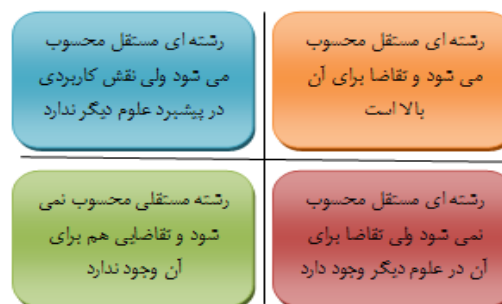 رشته ای مستقل محسوب
می شود و تقاضا برای آن
بالا است
رشته ای مستقل محسوب
می شود ولی نقش کاربردی
در پیشبرد علوم دیگر ندارد
رشته ای مستقل محسوب
نمی شود ولی تقاضا برای
آن در علوم دیگر وجود دارد
رشته مستقلی محسوب نمی
شود و تقاضایی هم برای
آن وجود ندارد